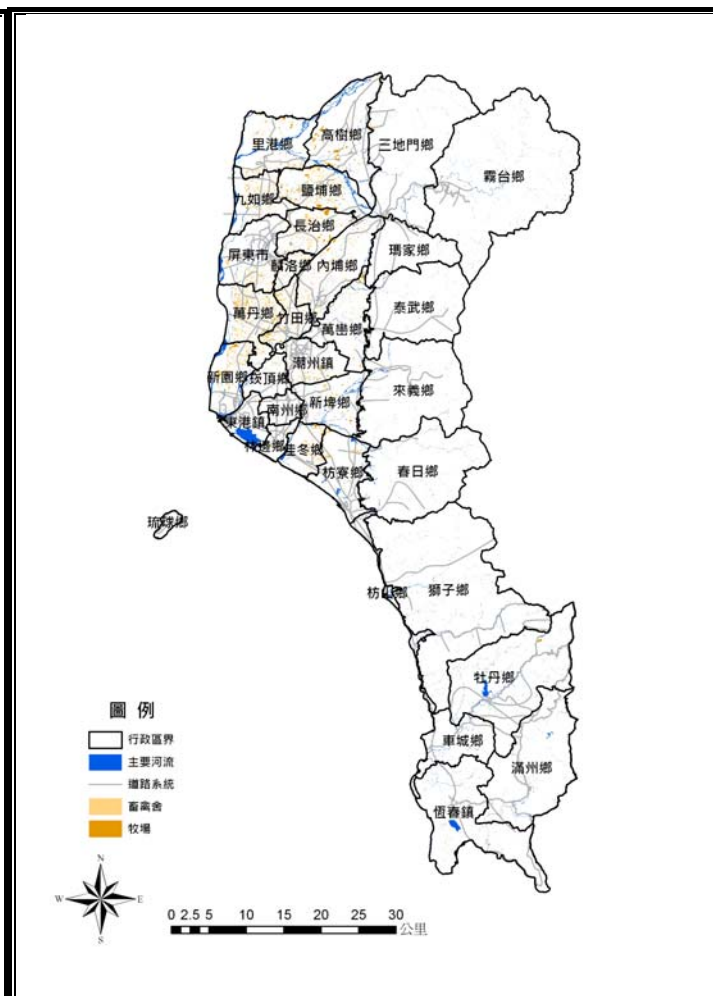 里港鄉
高樹鄉
三地門鄉
霧台鄉
九如鄉
鹽埔鄉
長治鄉
屏東市
瑪家鄉
麟洛鄉
內埔鄉
萬丹鄉
竹田鄉
泰武鄉
萬巒鄉
潮州鎮
新園鄉
崁頂鄉
來義鄉
南州鄉
新埤鄉
東港鎮
林邊鄉
佳冬鄉
枋寮鄉
春日鄉
琉球鄉
枋山鄉
獅子鄉
牡丹鄉
車城鄉
滿州鄉
恆春鎮
圖 例
行政區界
主要河流
道路系統
畜禽舍
牧場
N
W E
S
0 2.5 5 10 15 20 25 30
公里